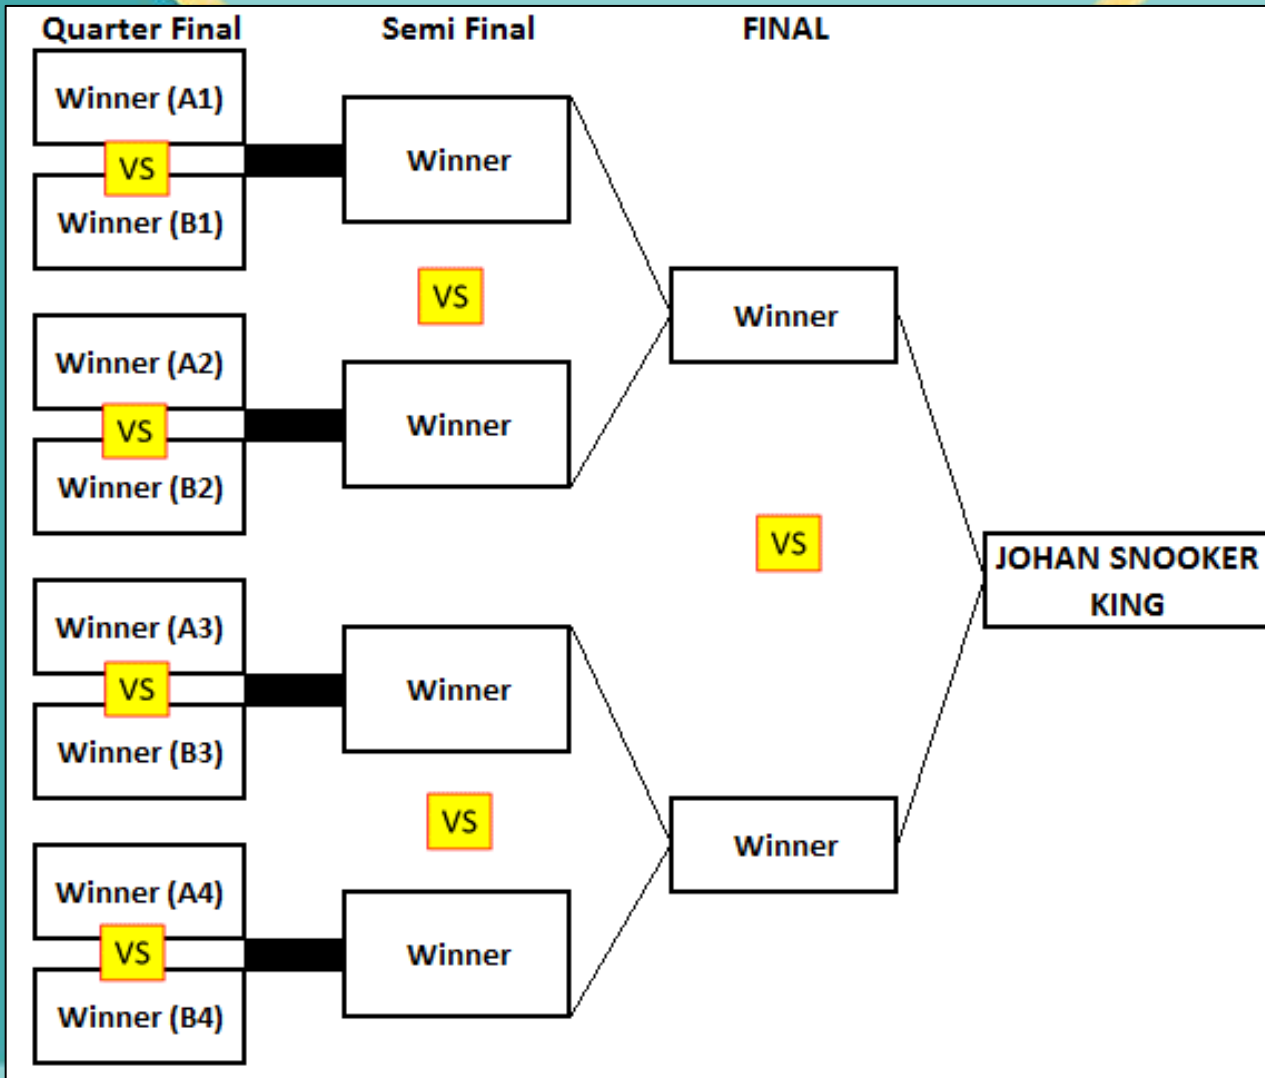 Quarter Final
Semi Final
FINAL
Winner (A1)
VS
Winner (B1)
Winner
VS
Winner (A2)
VS
Winner (B2)
Winner
Winner
VS
JOHAN SNOOKER
KING
Winner (A3)
VS
Winner (B3)
Winner
VS
Winner
Winner (A4)
VS
Winner (B4)
Winner